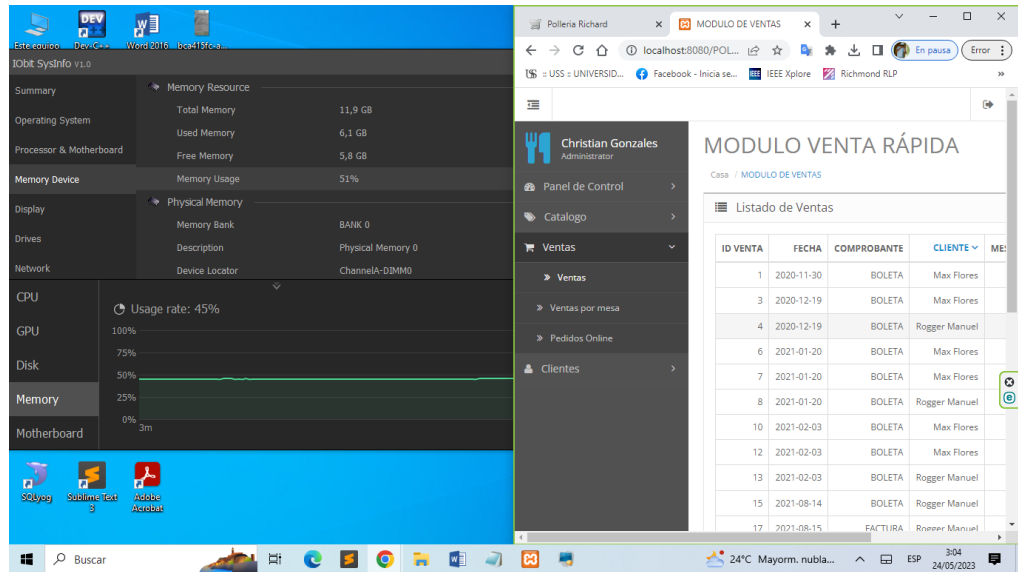 Este equipo Dev-C++ Word 2016 bca415fc-a...
IObit SysInfo v1.0
Summary
Operating System
Processor & Motherboard
Memory Device
Display
Drives
Network
Memory Resource
Total Memory 11,9 GB
Used Memory 6,1 GB
Free Memory 5,8 GB
Memory Usage 51%
Physical Memory
Memory Bank BANK 0
Description Physical Memory 0
Device Locator ChannelA-DIMM0
CPU
GPU
Disk
Memory
Motherboard
Usage rate: 45%
100%
75%
50%
25%
0%
3m
SQLyog Sublime Text 3 Adobe Acrobat
Polleria Richard MODULO DE VENTAS
localhost:8080/POL... En pausa Error
:: USS :: UNIVERSID... Facebook - Inicia se... IEEE Xplore Richmond RLP »
Christian Gonzales
Administrator
Panel de Control
Catalogo
Ventas
Ventas
Ventas por mesa
Pedidos Online
Clientes
MODULO VENTA RÁPIDA
Casa / MODULO DE VENTAS
Listado de Ventas
ID VENTA FECHA COMPROBANTE CLIENTE MES
1 2020-11-30 BOLETA Max Flores
3 2020-12-19 BOLETA Max Flores
4 2020-12-19 BOLETA Rogger Manuel
6 2021-01-20 BOLETA Max Flores
7 2021-01-20 BOLETA Max Flores
8 2021-01-20 BOLETA Rogger Manuel
10 2021-02-03 BOLETA Max Flores
12 2021-02-03 BOLETA Max Flores
13 2021-02-03 BOLETA Rogger Manuel
15 2021-08-14 BOLETA Rogger Manuel
17 2021-08-15 FACTURA Rogger Manuel
Buscar
24°C Mayorm. nubla... ESP 3:04
24/05/2023